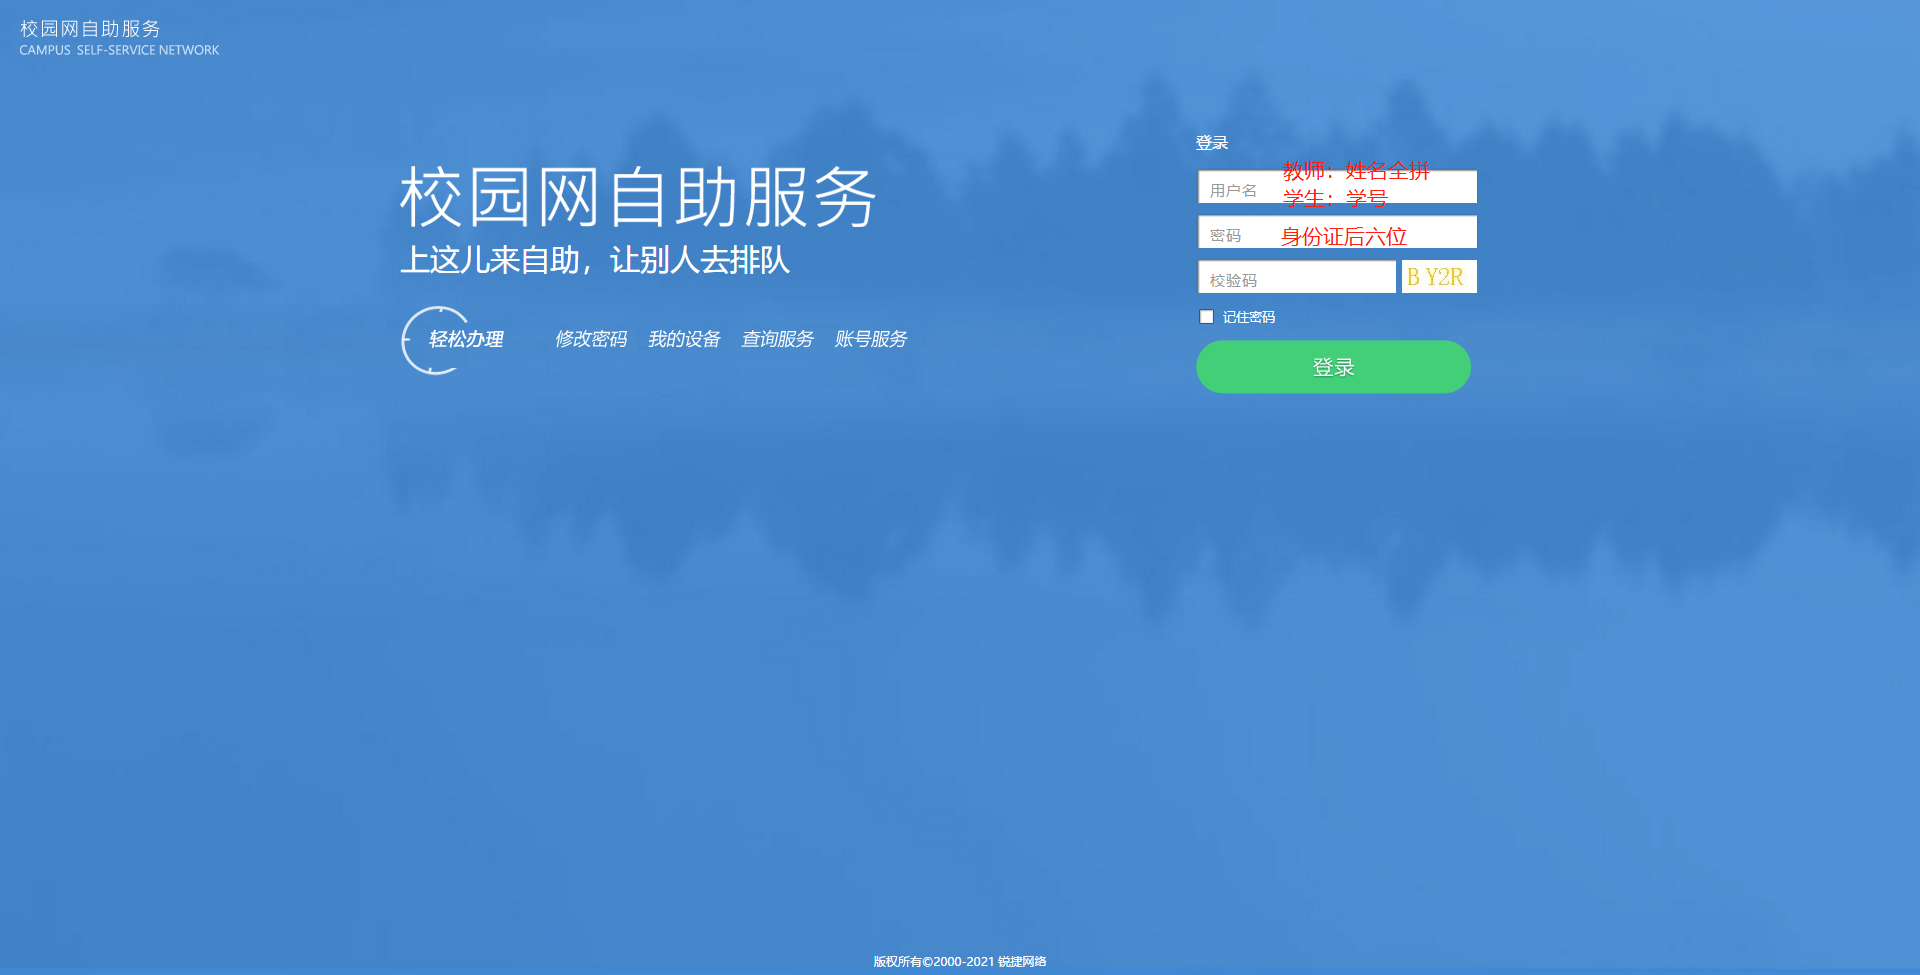 校园网自助服务
CAMPUS SELF-SERVICE NETWORK
校园网自助服务
上这儿来自助，让别人去排队
轻松办理 修改密码 我的设备 查询服务 账号服务
登录
教师：姓名全拼
用户名
学生：学号
密码 身份证后六位
校验码 B Y2R
记住密码
登录
版权所有©2000-2021 锐捷网络